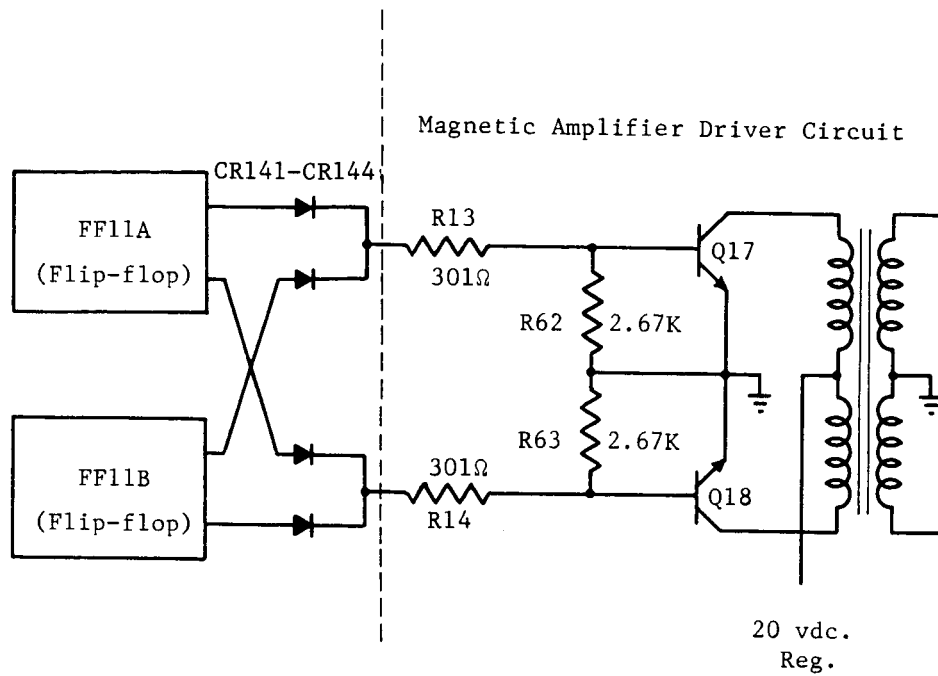 Magnetic Amplifier Driver Circuit
CR141-CR144
FF11A
(Flip-flop)
R13
301Ω
Q17
R62
2.67K
R63
2.67K
FF11B
(Flip-flop)
301Ω
R14
Q18
20 vdc.
Reg.